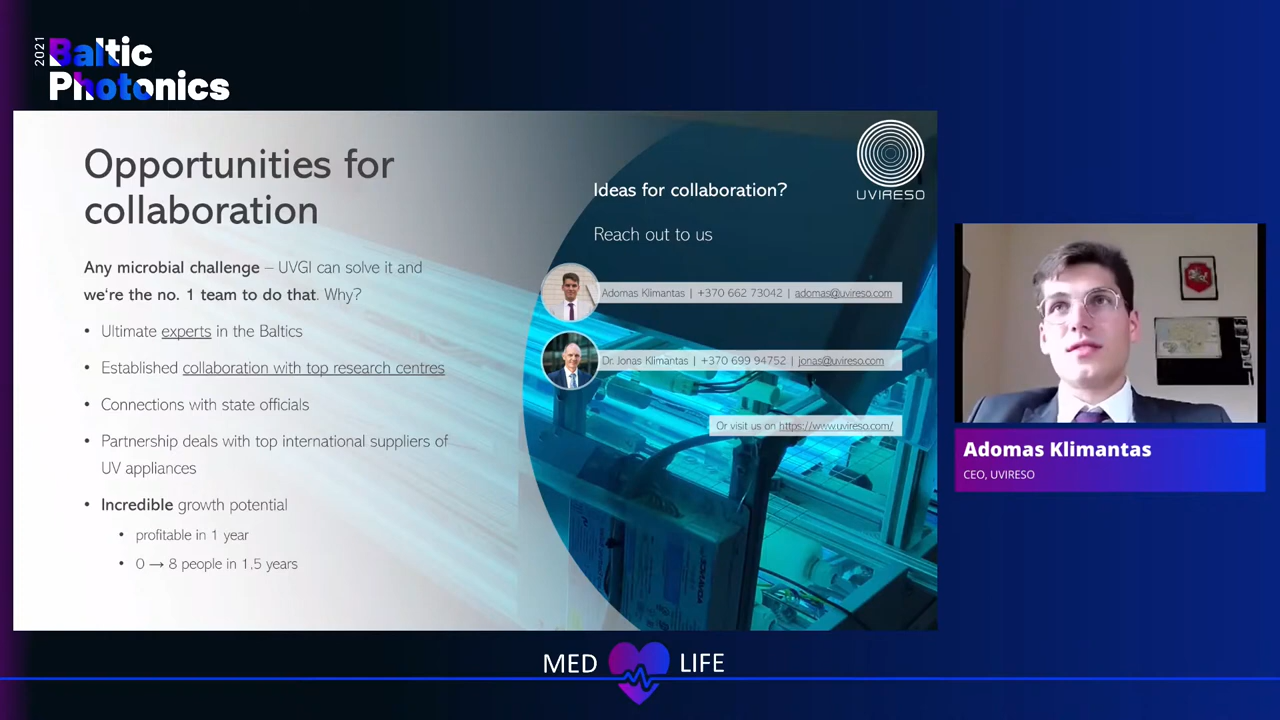 2021
Baltic
Photonics
Opportunities for
collaboration
Any microbial challenge – UVGI can solve it and
we're the no. 1 team to do that. Why?
• Ultimate experts in the Baltics
• Established collaboration with top research centres
• Connections with state officials
• Partnership deals with top international suppliers of
UV appliances
• Incredible growth potential
• profitable in 1 year
• 0 → 8 people in 1,5 years
UVIRESO
Ideas for collaboration?
Reach out to us
Adomas Klimantas | +370 662 73042 | adomas@uvireso.com
Dr. Jonas Klimantas | +370 699 94752 | jonas@uvireso.com
Or visit us on https://www.uvireso.com/
Adomas Klimantas
CEO, UVIRESO
MED LIFE